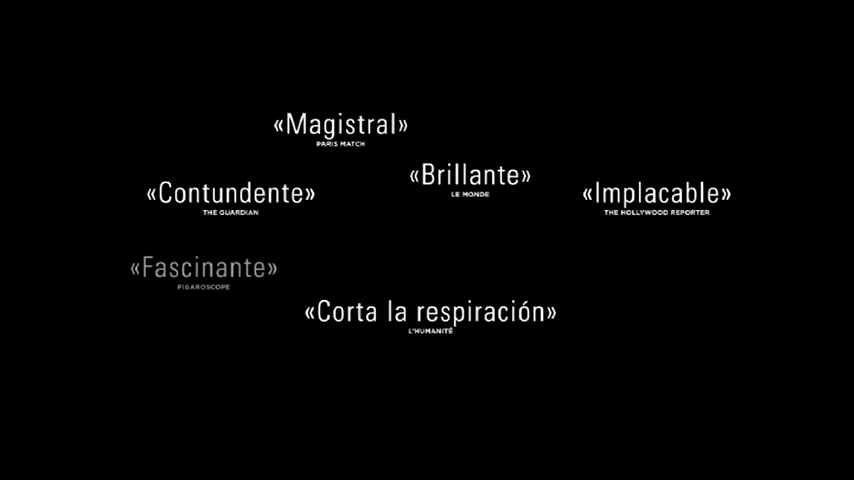 «Magistral»
PARIS MATCH
«Brillante»
LE MONDE
«Contundente»
THE GUARDIAN
«Implacable»
THE HOLLYWOOD REPORTER
«Fascinante»
FIGAROSCOPE
«Corta la respiración»
L'HUMANITÉ